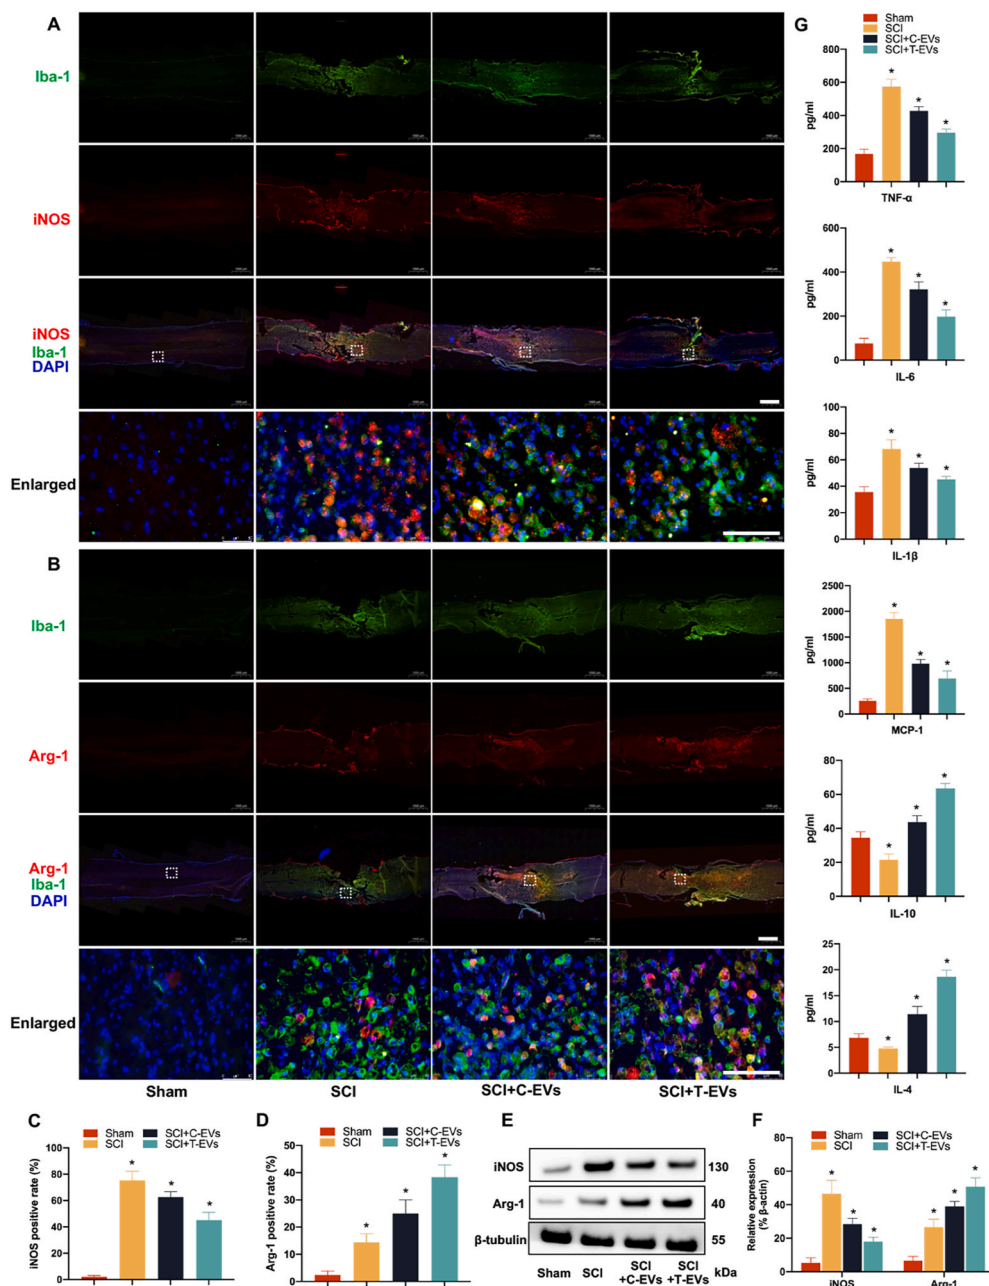 A
Iba-1
iNOS
iNOS
Iba-1
DAPI
Enlarged
B
Iba-1
Arg-1
Arg-1
Iba-1
DAPI
Enlarged
Sham
SCI
SCI+C-EVs
SCI+T-EVs
C
Sham
SCI+C-EVs
SCI
SCI+T-EVs
iNOS positive rate (%)
100
80
60
40
20
0
*
*
*
D
SCI+C-EVs
SCI
SCI+T-EVs
Arg-1 positive rate (%)
50
40
30
20
10
0
*
*
*
E
iNOS
130
Arg-1
40
β-tubulin
55
Sham
SCI
SCI
+C-EVs
SCI
+T-EVs
kDa
F
Sham
SCI+C-EVs
SCI
SCI+T-EVs
Relative expression
(% β-actin)
80
60
40
20
0
*
*
*
*
*
*
iNOS
Arg-1
G
Sham
SCI
SCI+C-EVs
SCI+T-EVs
pg/ml
800
600
400
200
0
*
*
*
TNF-α
pg/ml
600
400
200
0
*
*
*
IL-6
pg/ml
100
80
60
40
20
0
*
*
*
IL-1β
pg/ml
2500
2000
1500
1000
500
0
*
*
*
MCP-1
pg/ml
60
40
20
0
*
*
*
IL-10
pg/ml
20
15
10
5
0
*
*
*
IL-4